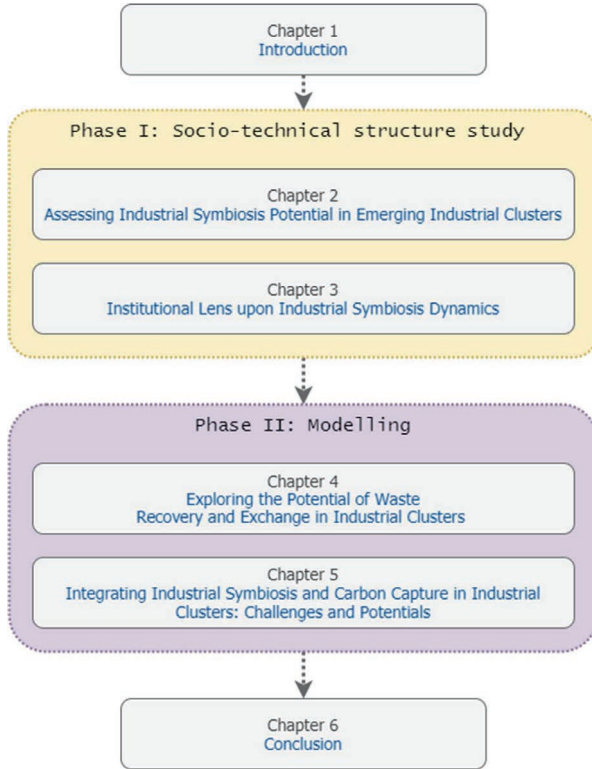 Chapter 1
Introduction
Phase I: Socio-technical structure study
Chapter 2
Assessing Industrial Symbiosis Potential in Emerging Industrial Clusters
Chapter 3
Institutional Lens upon Industrial Symbiosis Dynamics
Phase II: Modelling
Chapter 4
Exploring the Potential of Waste
Recovery and Exchange in Industrial Clusters
Chapter 5
Integrating Industrial Symbiosis and Carbon Capture in Industrial
Clusters: Challenges and Potentials
Chapter 6
Conclusion